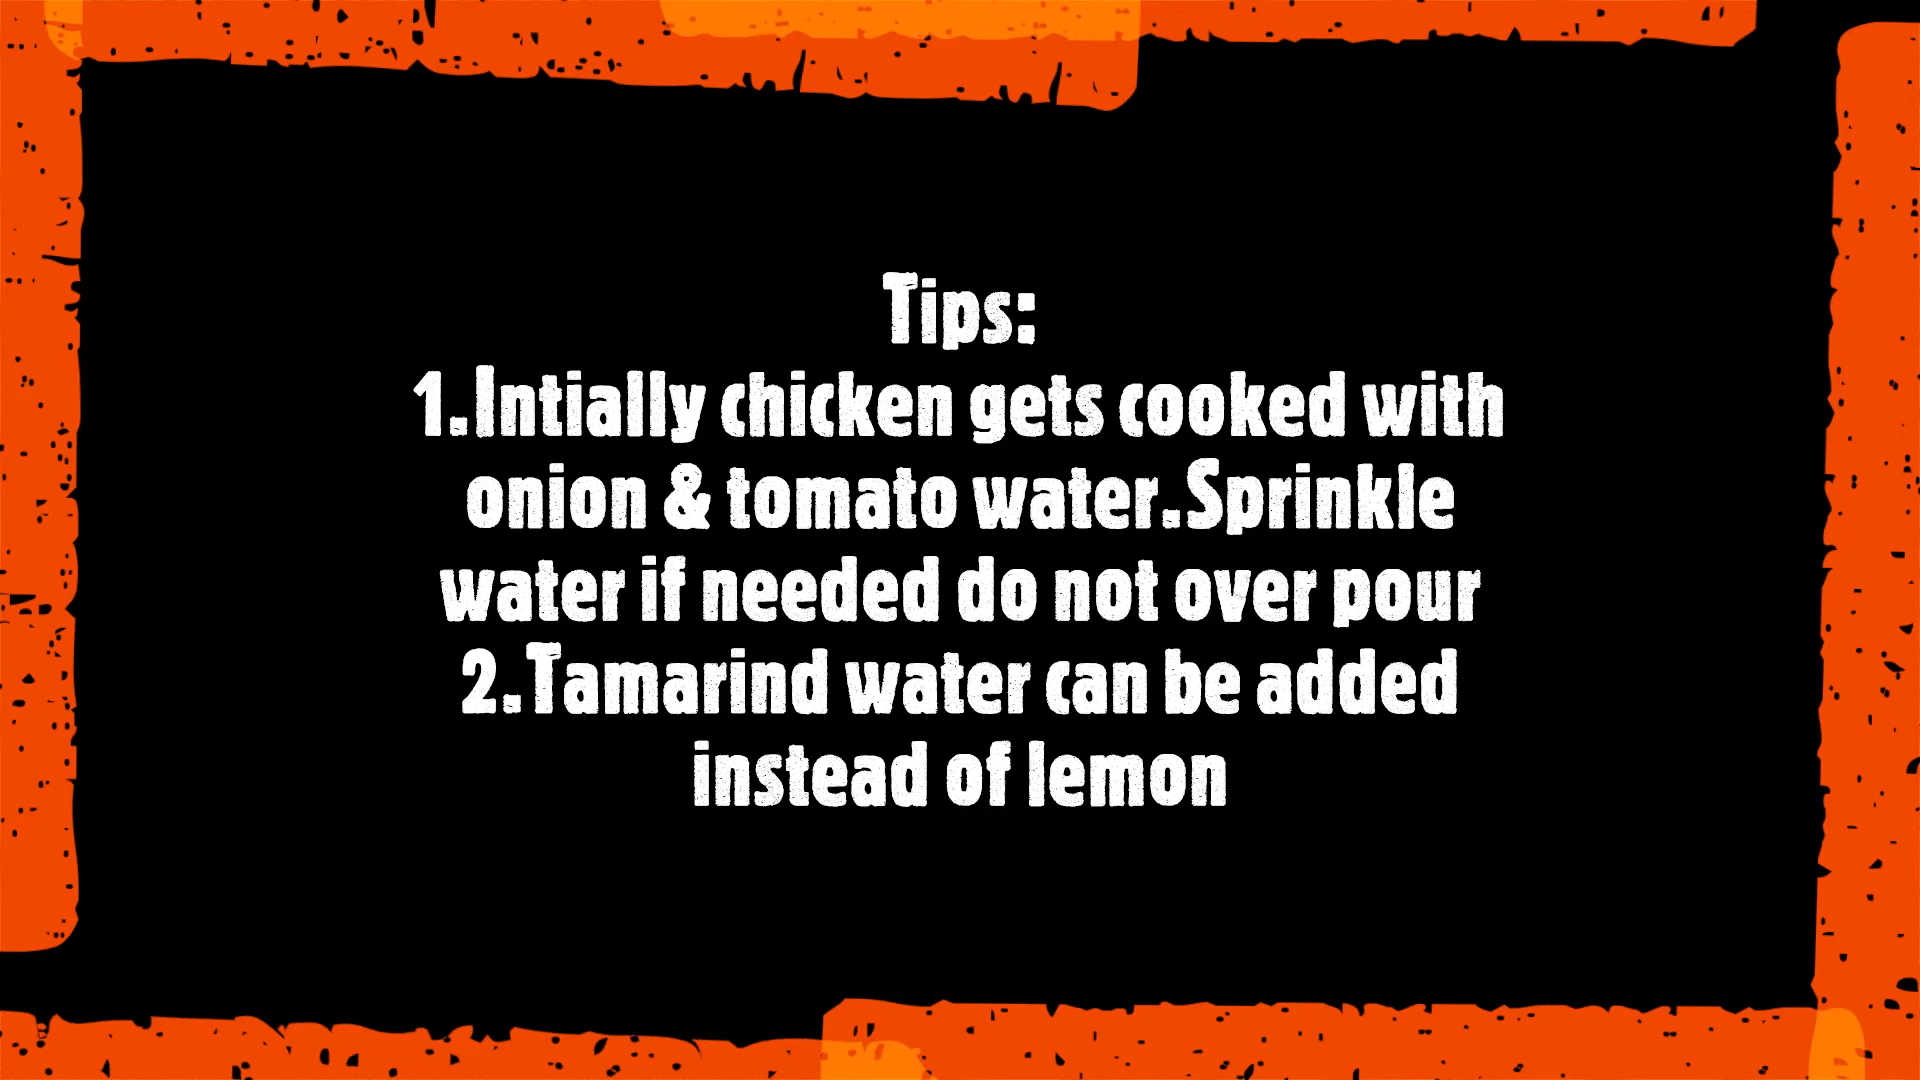 Tips:
1.Intially chicken gets cooked with
onion & tomato water.Sprinkle
water if needed do not over pour
2.Tamarind water can be added
instead of lemon